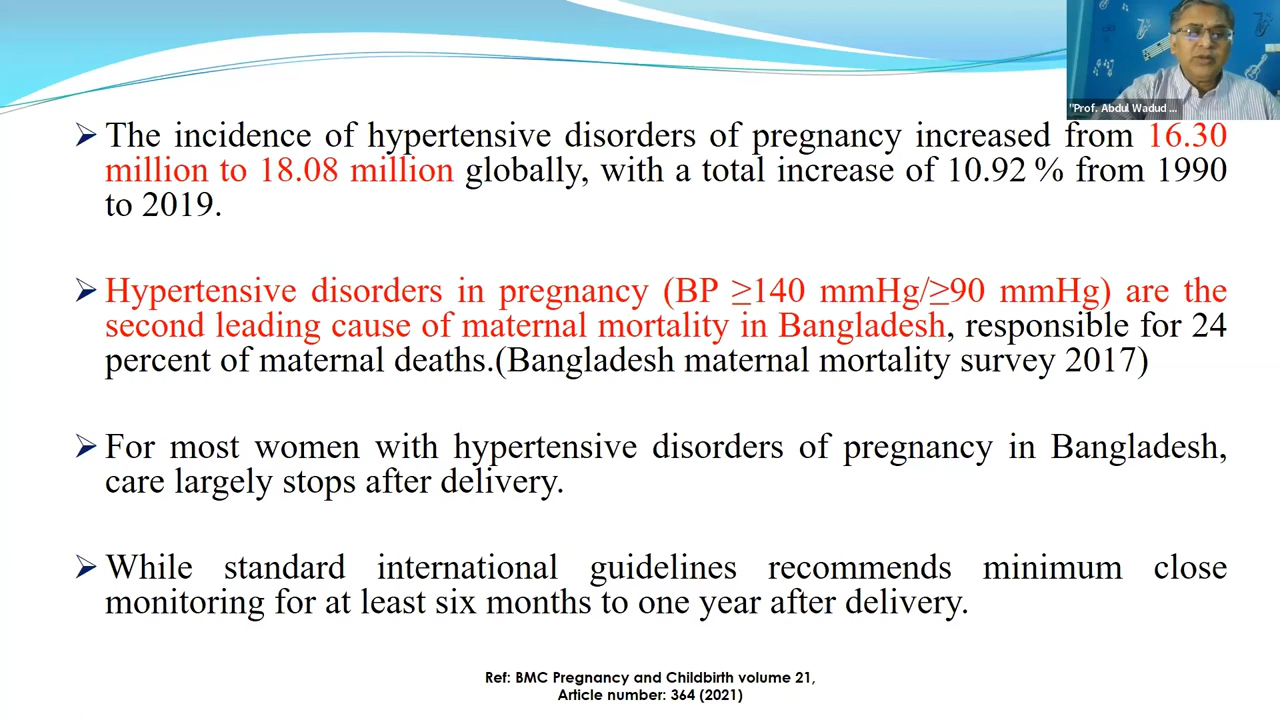 "Prof. Abdul Wadud ...
The incidence of hypertensive disorders of pregnancy increased from 16.30
million to 18.08 million globally, with a total increase of 10.92 % from 1990
to 2019.
Hypertensive disorders in pregnancy (BP ≥140 mmHg/≥90 mmHg) are the
second leading cause of maternal mortality in Bangladesh, responsible for 24
percent of maternal deaths.(Bangladesh maternal mortality survey 2017)
For most women with hypertensive disorders of pregnancy in Bangladesh,
care largely stops after delivery.
While standard international guidelines recommends minimum close
monitoring for at least six months to one year after delivery.
Ref: BMC Pregnancy and Childbirth volume 21,
Article number: 364 (2021)